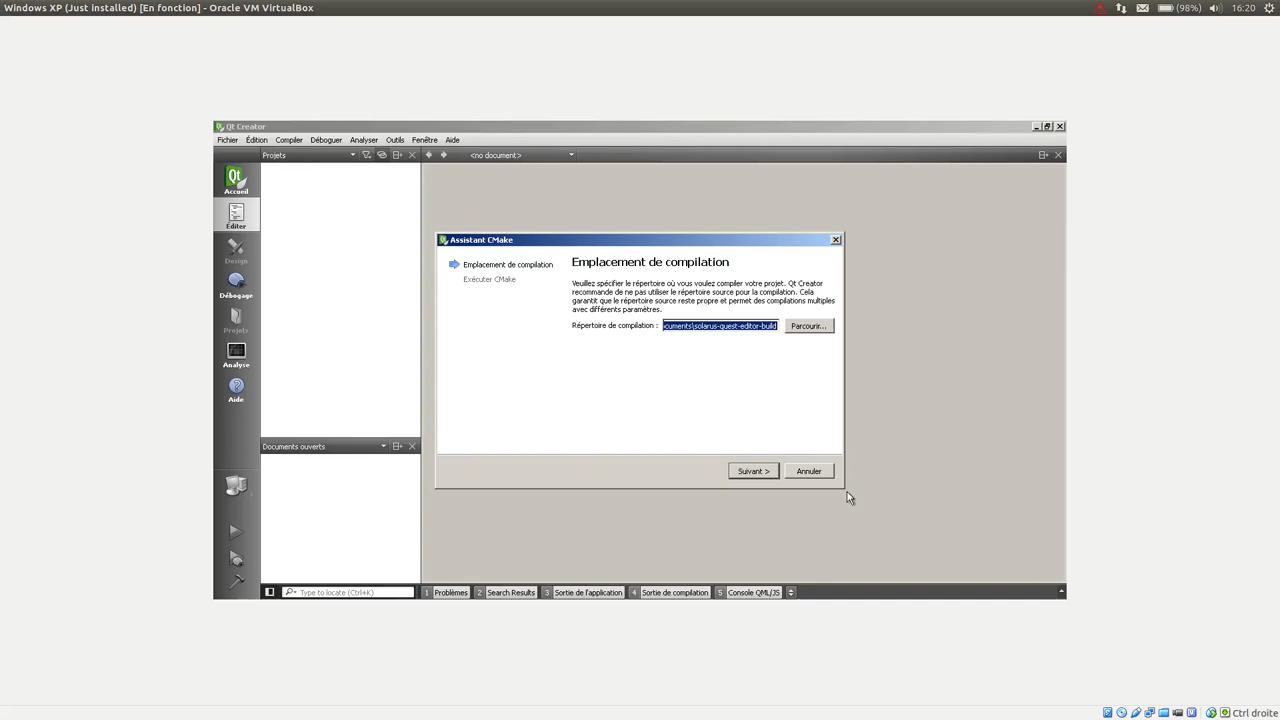 Windows XP (Just installed) [En fonction] - Oracle VM VirtualBox
(98%)
16:20
Qt Creator
Fichier Édition Compiler Déboguer Analyser Outils Fenêtre Aide
Projets
<no document>
Qt
Accueil
Éditer
Design
Débogage
Projets
Analyse
Aide
Assistant CMake
Emplacement de compilation
Exécuter CMake
Emplacement de compilation
Veuillez spécifier le répertoire où vous voulez compiler votre projet. Qt Creator
recommande de ne pas utiliser le répertoire source pour la compilation. Cela
garantit que le répertoire source reste propre et permet des compilations multiples
avec différents paramètres.
Répertoire de compilation : cuments\solarus-quest-editor-build Parcourir...
Suivant > Annuler
Documents ouverts
Type to locate (Ctrl+K)
1 Problèmes 2 Search Results 3 Sortie de l'application 4 Sortie de compilation 5 Console QML/JS
Ctrl droite